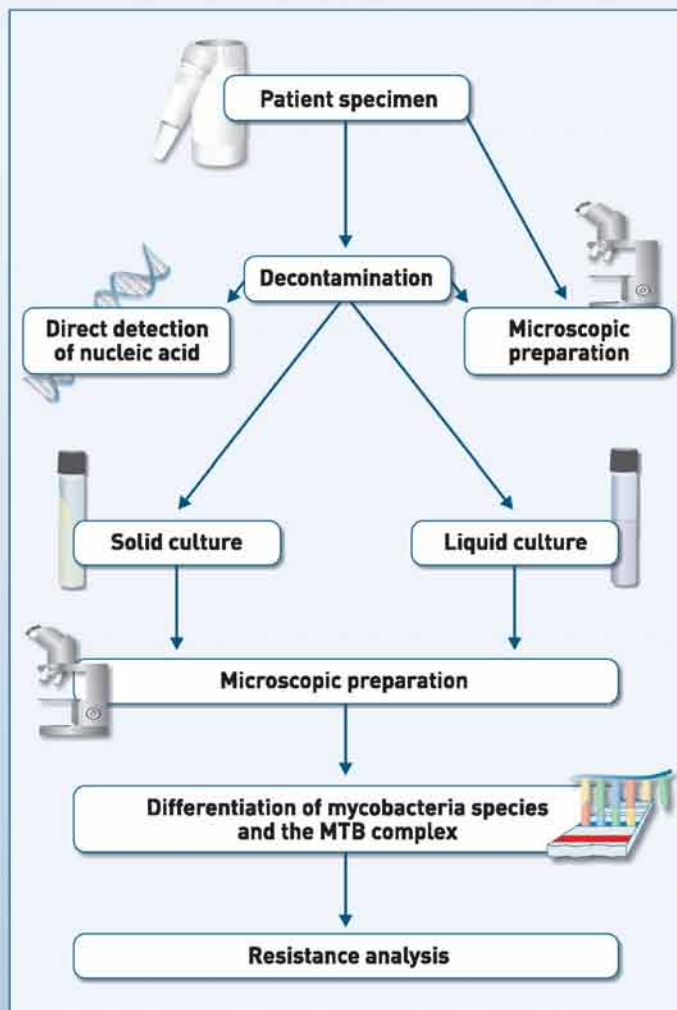 Patient specimen
Decontamination
Direct detection
of nucleic acid
Microscopic
preparation
Solid culture
Liquid culture
Microscopic preparation
Differentiation of mycobacteria species
and the MTB complex
Resistance analysis